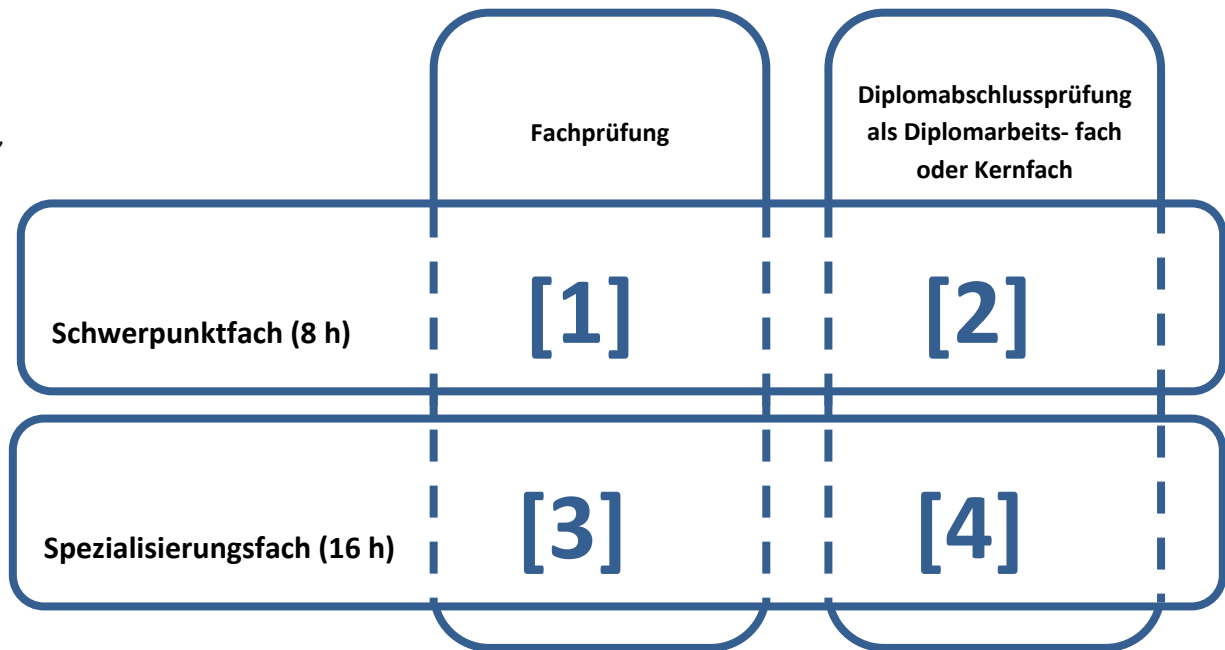 Fachprüfung
Diplomabschlussprüfung
als Diplomarbeits- fach
oder Kernfach
,
Schwerpunktfach (8 h)
[1]
[2]
Spezialisierungsfach (16 h)
[3]
[4]